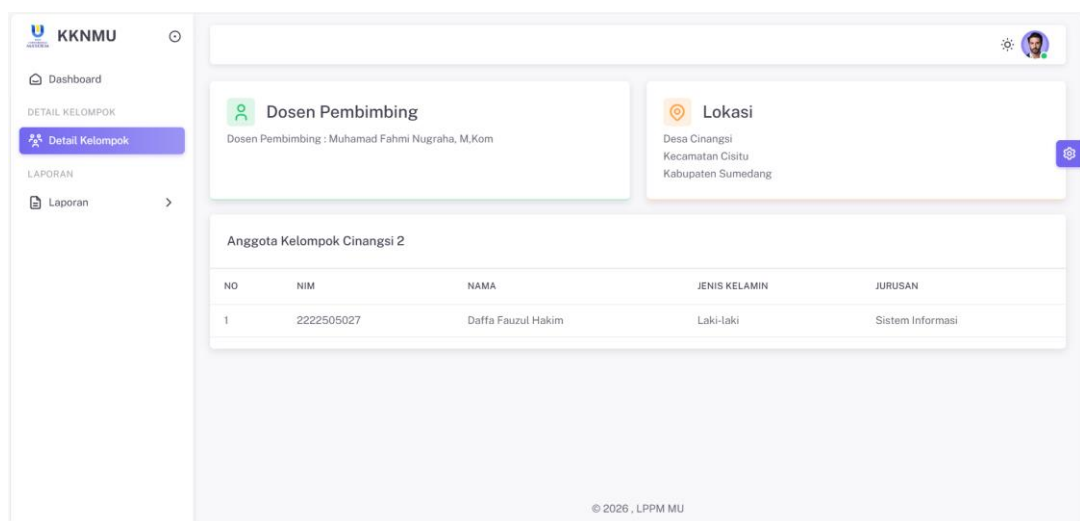 KKNMU
Dashboard
DETAIL KELOMPOK
Detail Kelompok
LAPORAN
Laporan
Dosen Pembimbing
Dosen Pembimbing : Muhamad Fahmi Nugraha, M,Kom
Lokasi
Desa Cinangsi
Kecamatan Cisitu
Kabupaten Sumedang
Anggota Kelompok Cinangsi 2
NO NIM NAMA JENIS KELAMIN JURUSAN
1 2222505027 Daffa Fauzul Hakim Laki-laki Sistem Informasi
© 2026 , LPPM MU